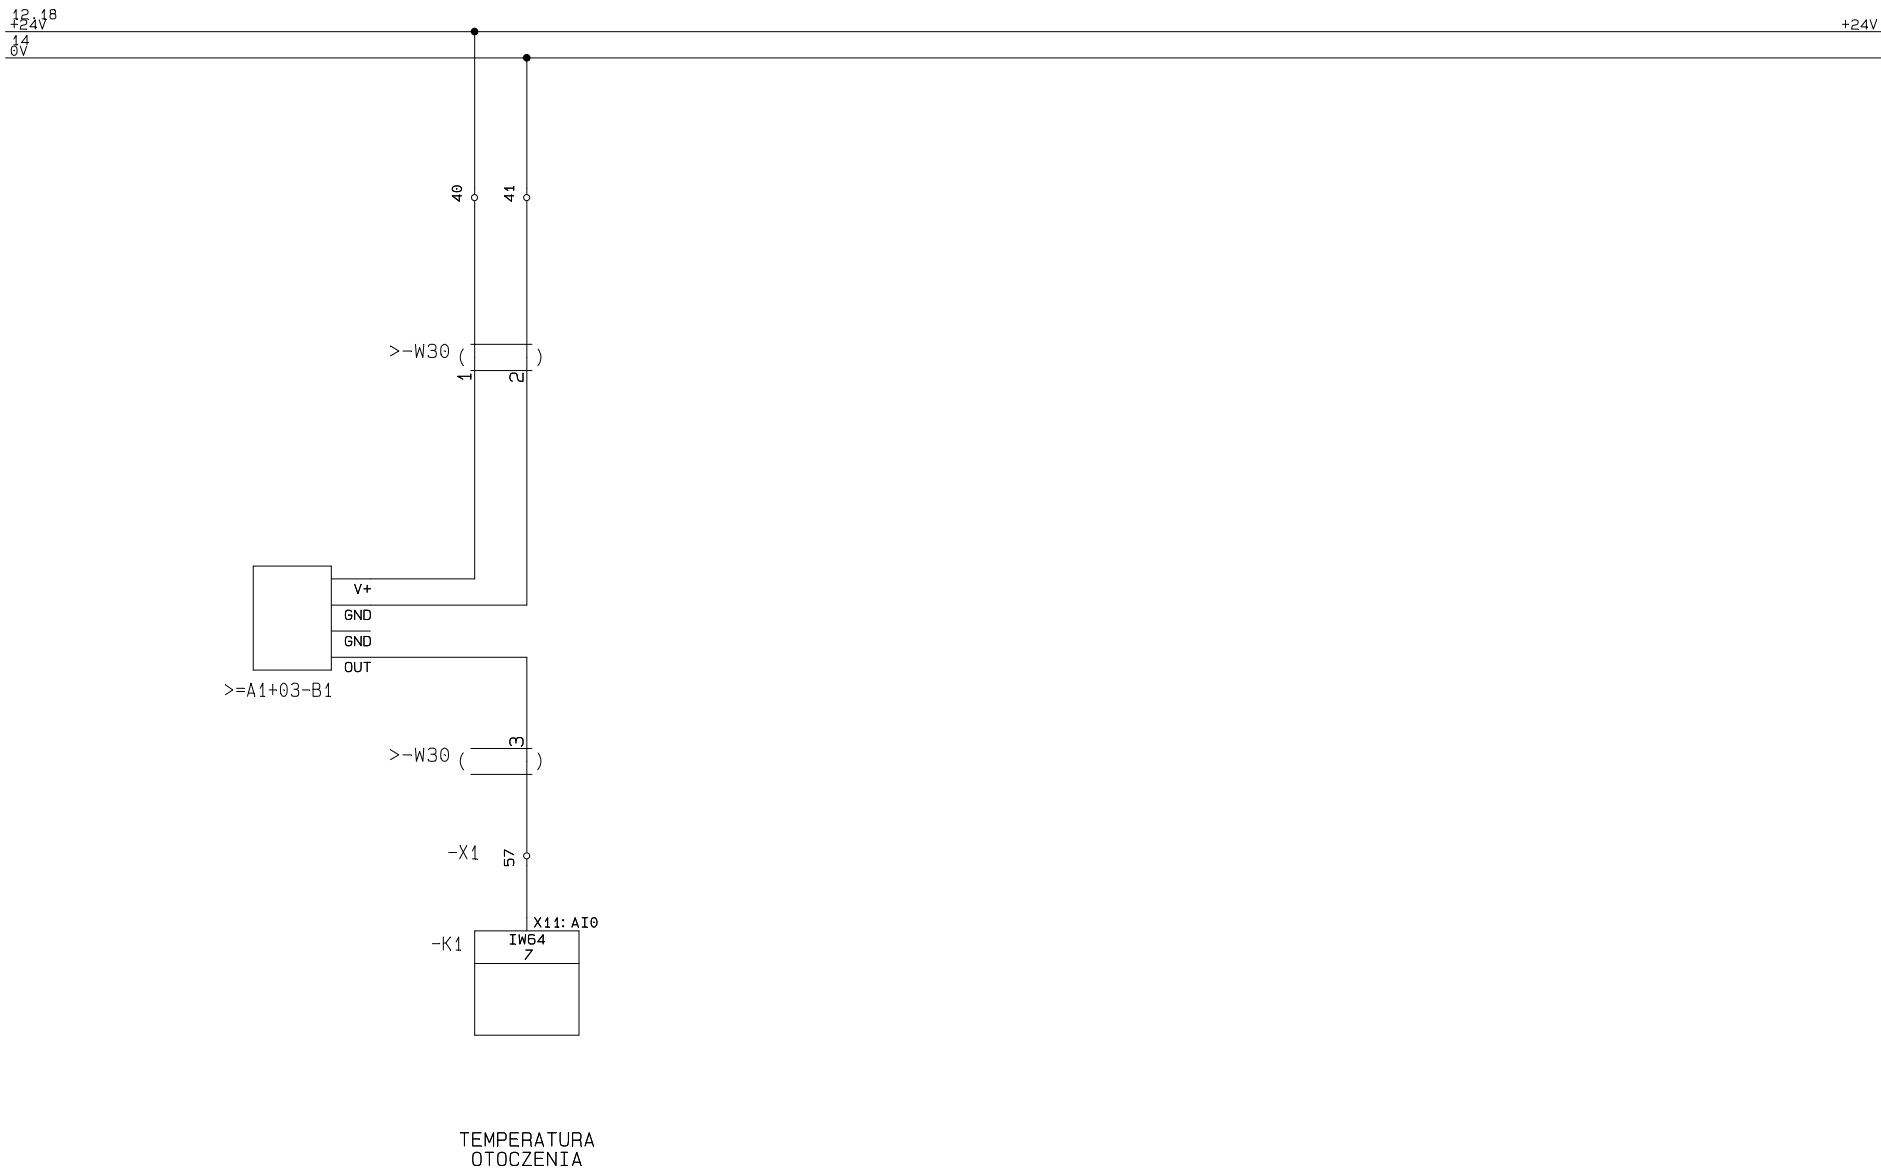 12.18
+24V
+24V
14
0V
40
41
>-W30
1
2
V+
GND
GND
OUT
>=A1+03-B1
3
>-W30
-X1
57
X11:AI0
-K1
IW64
7
TEMPERATURA
OTOCZENIA